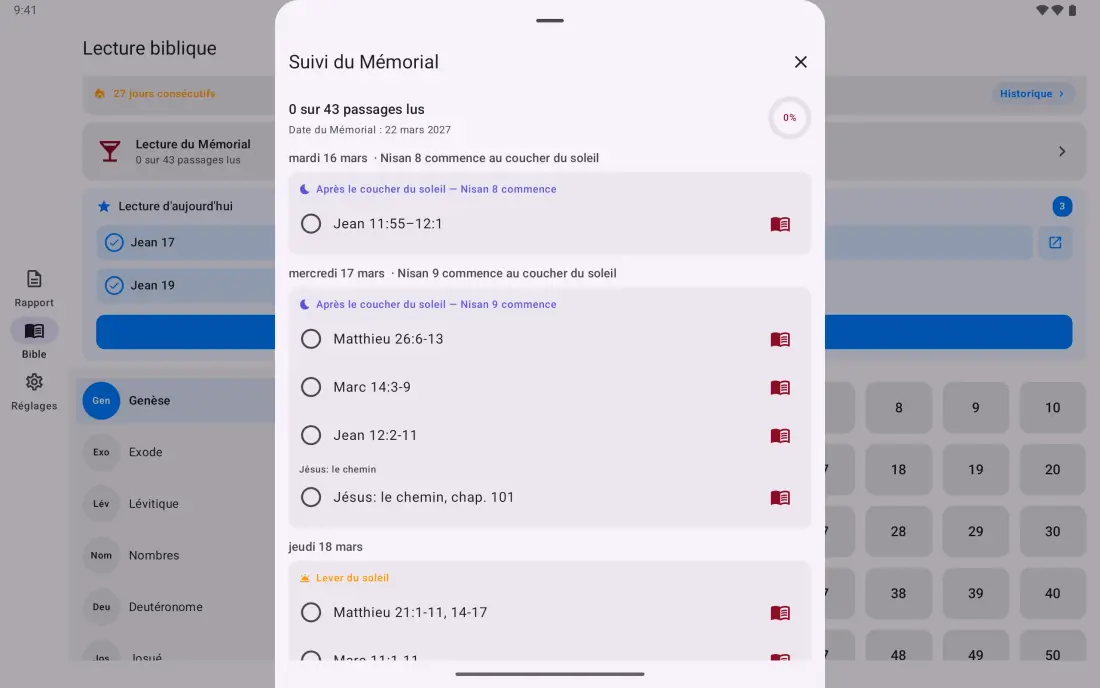 9:41
Lecture biblique
27 jours consécutifs
Historique
Lecture du Mémorial
0 sur 43 passages lus
Lecture d'aujourd'hui
3
Jean 17
Jean 19
Rapport
Bible
Réglages
Gen Genèse
Exo Exode
Lév Lévitique
Nom Nombres
Deu Deutéronome
Jos Josué
Suivi du Mémorial
0 sur 43 passages lus
Date du Mémorial : 22 mars 2027
0%
mardi 16 mars · Nisan 8 commence au coucher du soleil
Après le coucher du soleil — Nisan 8 commence
Jean 11:55–12:1
mercredi 17 mars · Nisan 9 commence au coucher du soleil
Après le coucher du soleil — Nisan 9 commence
Matthieu 26:6-13
Marc 14:3-9
Jean 12:2-11
Jésus: le chemin
Jésus: le chemin, chap. 101
jeudi 18 mars
Lever du soleil
Matthieu 21:1-11, 14-17
Marc 11:1-11
8 9 10
7 18 19 20
7 28 29 30
7 38 39 40
48 49 50